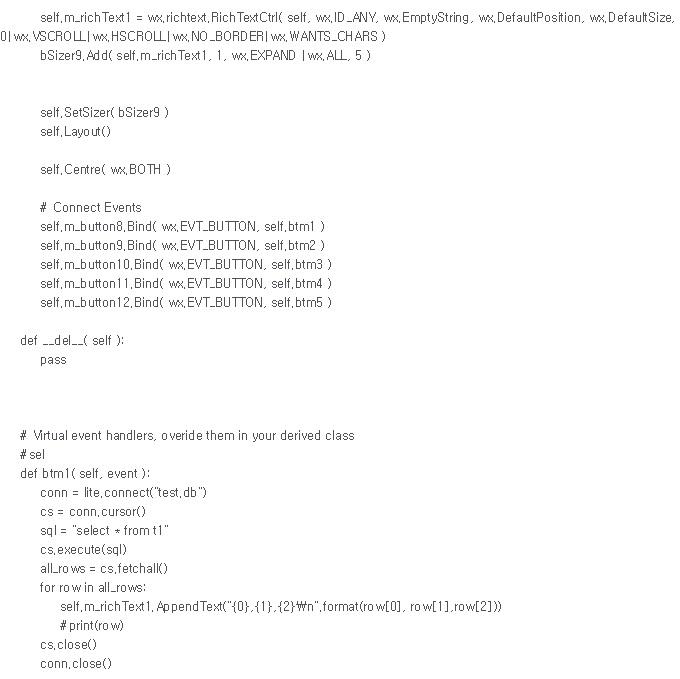 self.m_richText1 = wx.richtext.RichTextCtrl( self, wx.ID_ANY, wx.EmptyString, wx.DefaultPosition, wx.DefaultSize,
0|wx.VSCROLL|wx.HSCROLL|wx.NO_BORDER|wx.WANTS_CHARS )
bSizer9.Add( self.m_richText1, 1, wx.EXPAND |wx.ALL, 5 )
self.SetSizer( bSizer9 )
self.Layout()
self.Centre( wx.BOTH )
# Connect Events
self.m_button8.Bind( wx.EVT_BUTTON, self.btm1 )
self.m_button9.Bind( wx.EVT_BUTTON, self.btm2 )
self.m_button10.Bind( wx.EVT_BUTTON, self.btm3 )
self.m_button11.Bind( wx.EVT_BUTTON, self.btm4 )
self.m_button12.Bind( wx.EVT_BUTTON, self.btm5 )
def __del__( self ):
pass
# Virtual event handlers, overide them in your derived class
#sel
def btm1( self, event ):
conn = lite.connect("test.db")
cs = conn.cursor()
sql = "select * from t1"
cs.execute(sql)
all_rows = cs.fetchall()
for row in all_rows:
self.m_richText1.AppendText("{0},{1},{2}₩n".format(row[0], row[1],row[2]))
#print(row)
cs.close()
conn.close()